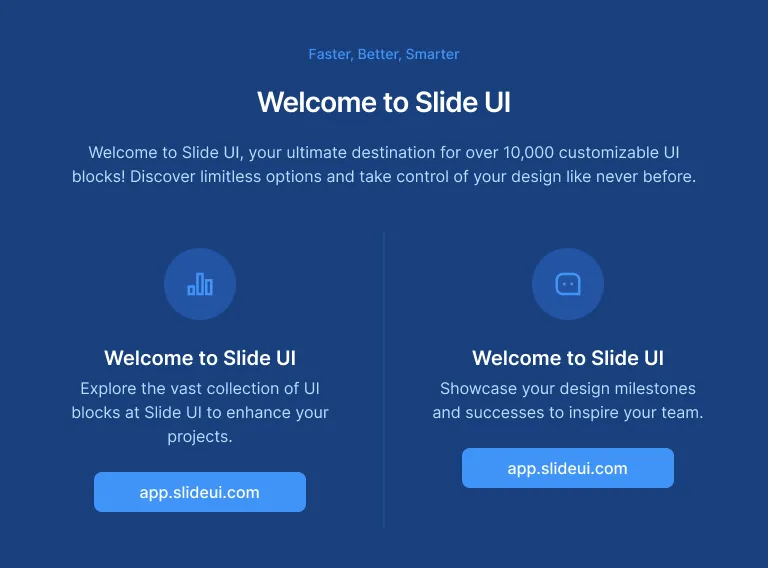 Faster, Better, Smarter
Welcome to Slide UI
Welcome to Slide UI, your ultimate destination for over 10,000 customizable UI
blocks! Discover limitless options and take control of your design like never before.
Welcome to Slide UI
Explore the vast collection of UI
blocks at Slide UI to enhance your
projects.
app.slideui.com
Welcome to Slide UI
Showcase your design milestones
and successes to inspire your team.
app.slideui.com